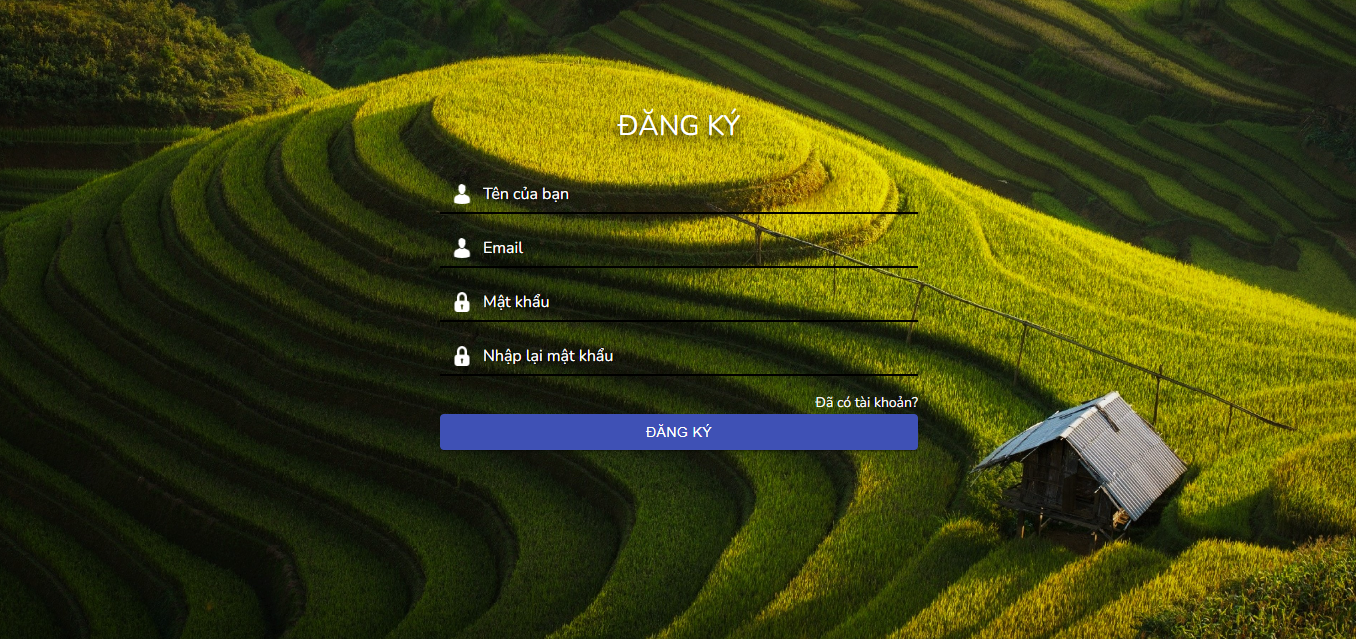 ĐĂNG KÝ
Tên của bạn
Email
Mật khẩu
Nhập lại mật khẩu
Đã có tài khoản?
ĐĂNG KÝ